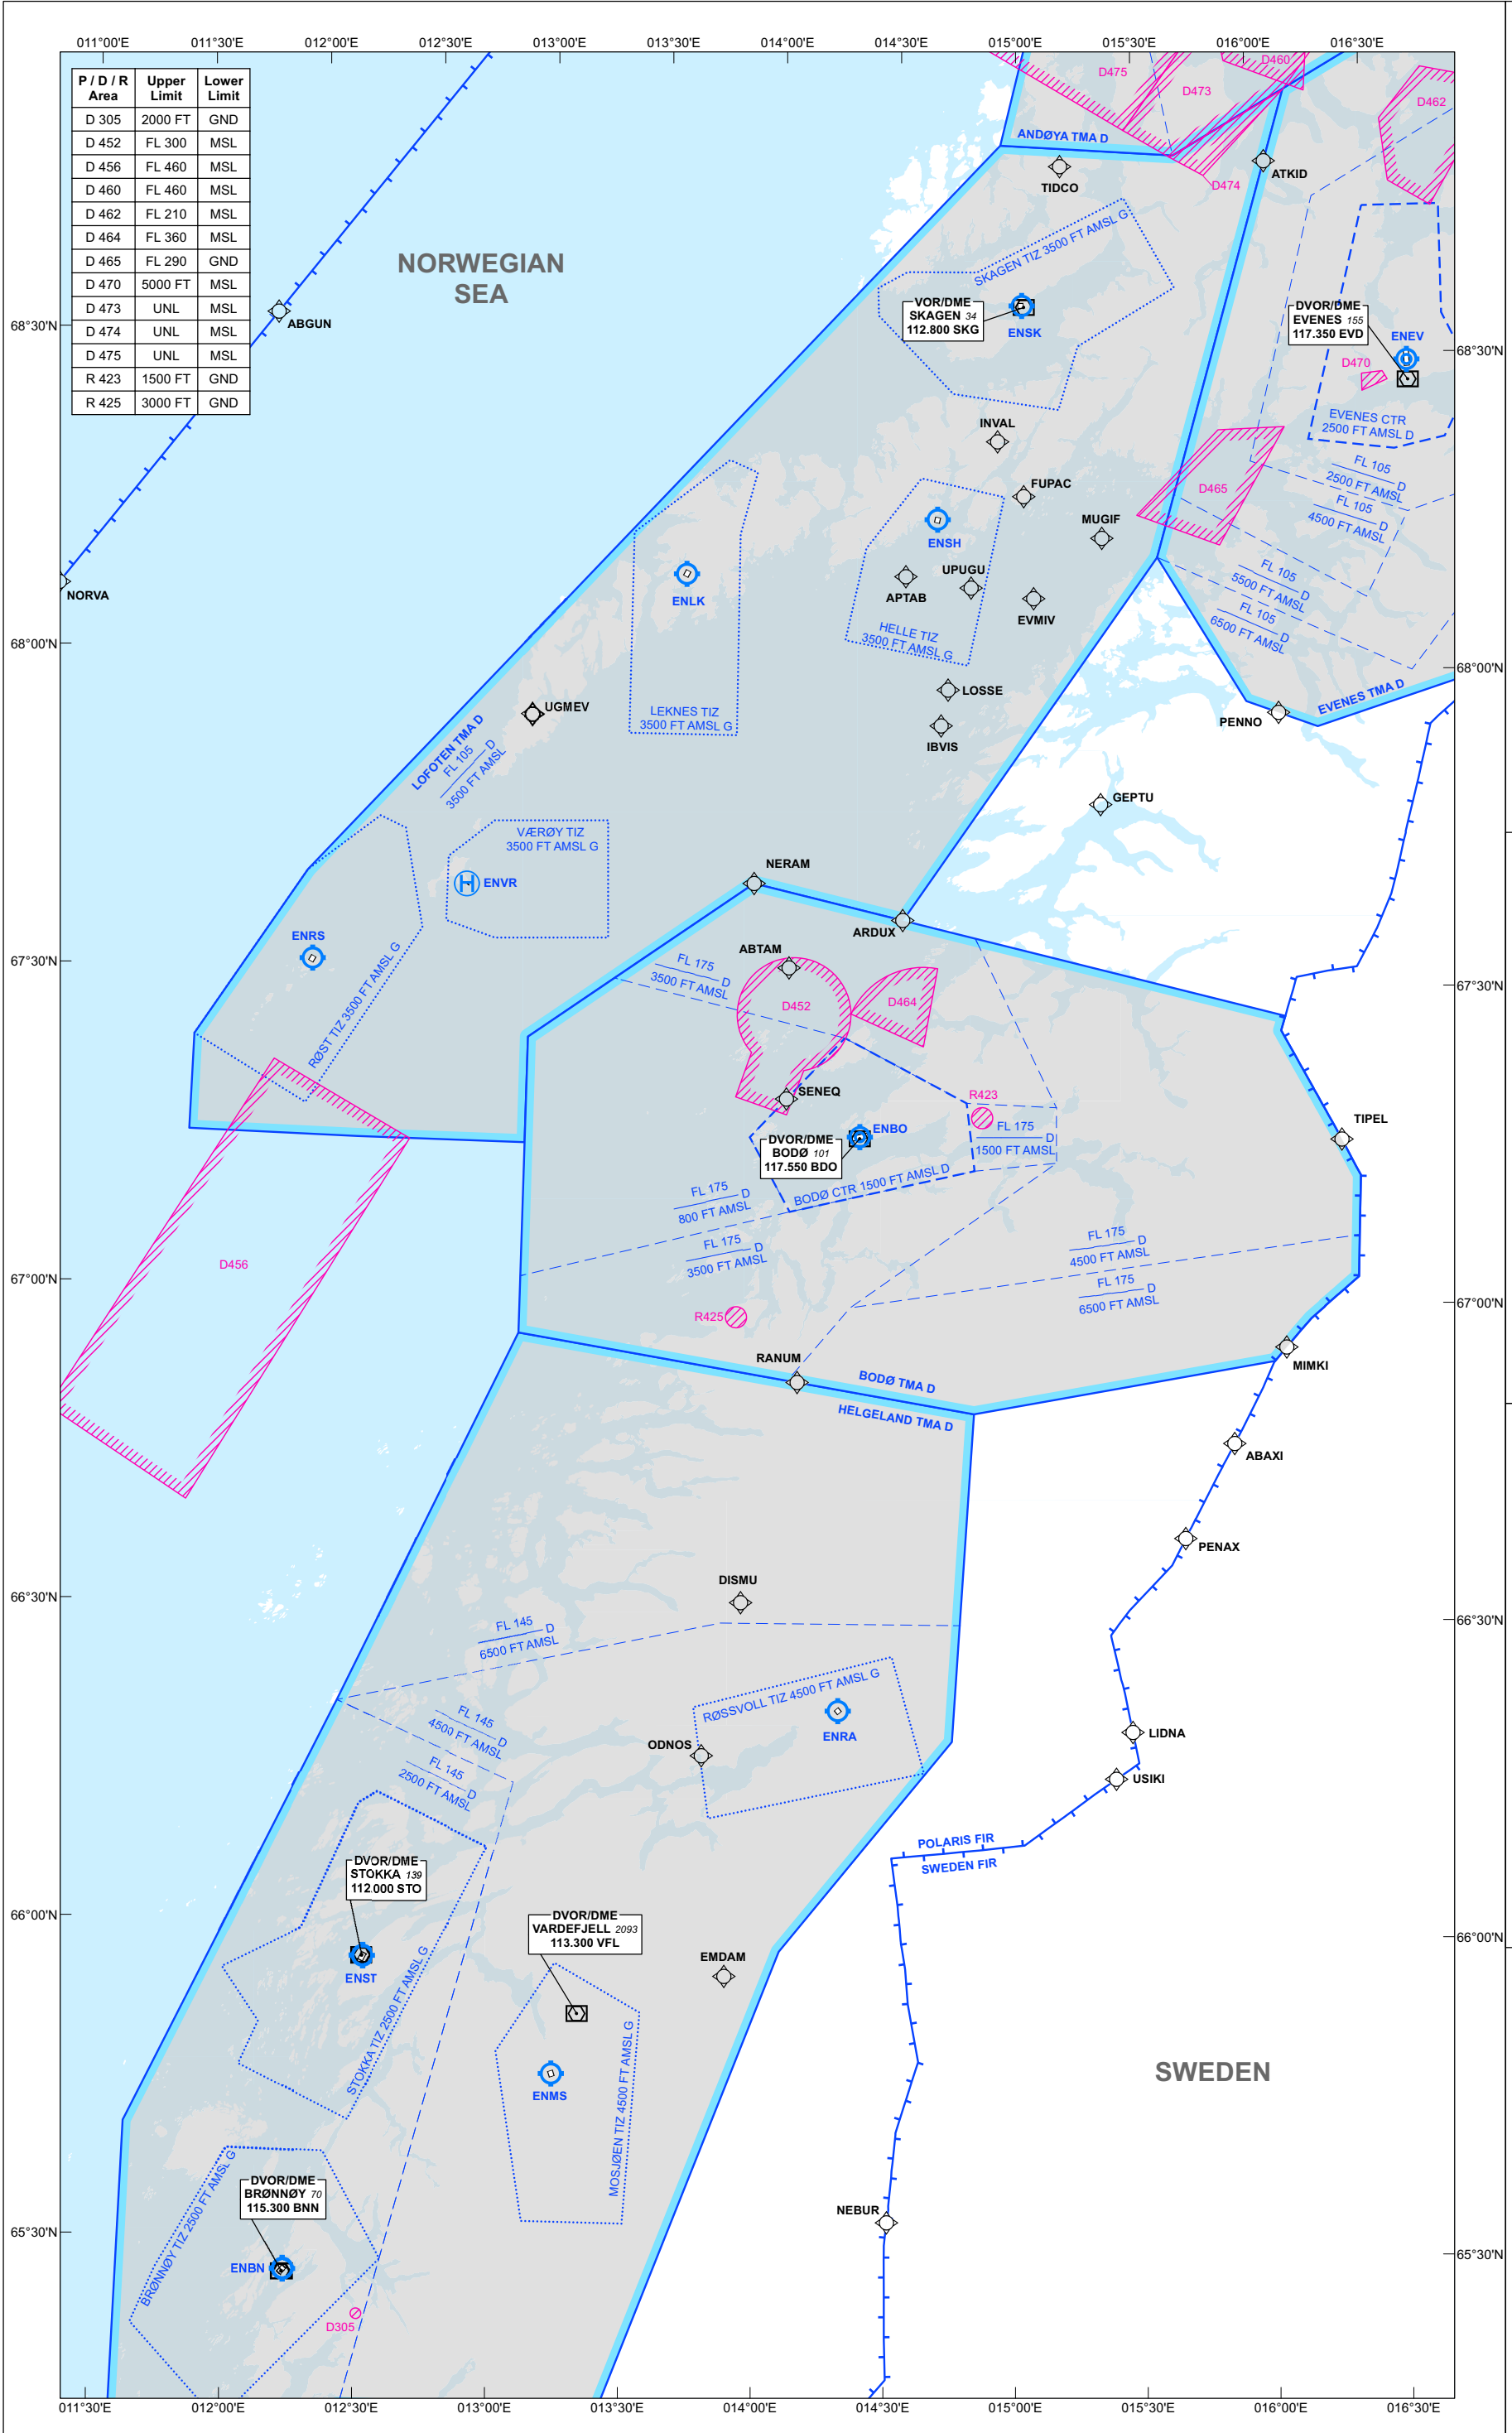 011°00'E 011°30'E 012°00'E 012°30'E 013°00'E 013°30'E 014°00'E 014°30'E 015°00'E 015°30'E 016°00'E 016°30'E
P / D / R Area Upper Limit Lower Limit
D 305 2000 FT GND
D 452 FL 300 MSL
D 456 FL 460 MSL
D 460 FL 460 MSL
D 462 FL 210 MSL
D 464 FL 360 MSL
D 465 FL 290 GND
D 470 5000 FT MSL
D 473 UNL MSL
D 474 UNL MSL
D 475 UNL MSL
R 423 1500 FT GND
R 425 3000 FT GND
D475
D460
D473
D462
ANDØYA TMA D
TIDCO
ATKID
D474
NORWEGIAN
SEA
SKAGEN TIZ 3500 FT AMSL G
VOR/DME
SKAGEN 34
112.800 SKG
ENSK
DVOR/DME
EVENES 155
117.350 EVD
ENEV
D470
EVENES CTR
2500 FT AMSL D
ABGUN
68°30'N
68°30'N
INVAL
FL 105
D
2500 FT AMSL
FL 105
D
4500 FT AMSL
FUPAC
D465
MUGIF
ENSH
FL 105
D
5500 FT AMSL
FL 105
D
6500 FT AMSL
UPUGU
APTAB
EVMIV
ENLK
NORVA
HELLE TIZ
3500 FT AMSL G
68°00'N
68°00'N
LOSSE
IBVIS
UGMEV
LEKNES TIZ
3500 FT AMSL G
LOFOTEN TMA D
FL 105
D
3500 FT AMSL
EVENES TMA D
PENNO
GEPTU
VÆRØY TIZ
3500 FT AMSL G
ENVR
NERAM
ARDUX
ENRS
RØST TIZ 3500 FT AMSL G
67°30'N
67°30'N
ABTAM
FL 175
D
3500 FT AMSL
D452
D464
SENEQ
R423
ENBO
DVOR/DME
BODØ 101
117.550 BDO
FL 175
D
1500 FT AMSL
TIPEL
BODØ CTR 1500 FT AMSL D
FL 175
D
800 FT AMSL
FL 175
D
3500 FT AMSL
FL 175
D
4500 FT AMSL
FL 175
D
6500 FT AMSL
D456
67°00'N
67°00'N
R425
RANUM
BODØ TMA D
HELGELAND TMA D
MIMKI
ABAXI
PENAX
DISMU
66°30'N
66°30'N
FL 145
D
6500 FT AMSL
FL 145
D
4500 FT AMSL
FL 145
D
2500 FT AMSL
RØSSVOLL TIZ 4500 FT AMSL G
ENRA
ODNOS
LIDNA
USIKI
POLARIS FIR
SWEDEN FIR
DVOR/DME
STOKKA 139
112.000 STO
ENST
STOKKA TIZ 2500 FT AMSL G
DVOR/DME
VARDEFJELL 2093
113.300 VFL
66°00'N
66°00'N
EMDAM
ENMS
MOSJØEN TIZ 4500 FT AMSL G
SWEDEN
BRØNNØY TIZ 2500 FT AMSL G
DVOR/DME
BRØNNØY 70
115.300 BNN
ENBN
NEBUR
65°30'N
65°30'N
D305
011°30'E 012°00'E 012°30'E 013°00'E 013°30'E 014°00'E 014°30'E 015°00'E 015°30'E 016°00'E 016°30'E